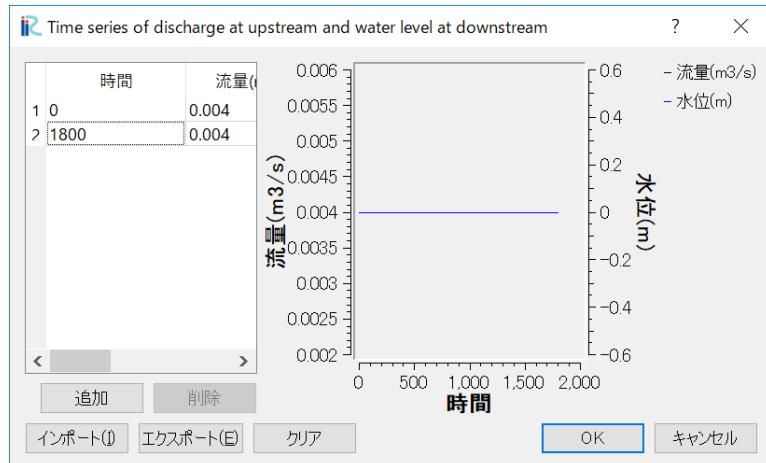 iRIC Time series of discharge at upstream and water level at downstream ? ×
時間 流量(
1 0 0.004
2 1800 0.004
流量(m3/s)
0.006
0.0055
0.005
0.0045
0.004
0.0035
0.003
0.0025
0.002
0.6
0.4
0.2
0
-0.2
-0.4
-0.6
水位(m)
0 500 1,000 1,500 2,000
時間
流量(m3/s)
水位(m)
追加 削除
インポート(I) エクスポート(E) クリア OK キャンセル